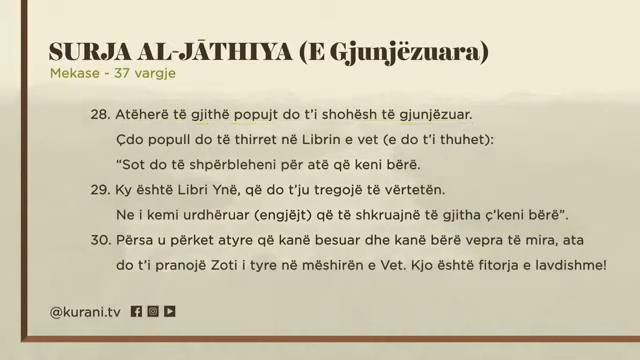 SURJA AL-JĀTHIYA (E Gjunjëzuara)
Mekase - 37 vargje
28. Atëherë të gjithë popujt do t’i shohësh të gjunjëzuar.
Çdo popull do të thirret në Librin e vet (e do t’i thuhet):
“Sot do të shpërbleheni për atë që keni bërë.
29. Ky është Libri Ynë, që do t’ju tregojë të vërtetën.
Ne i kemi urdhëruar (engjëjt) që të shkruajnë të gjitha ç’keni bërë”.
30. Përsa u përket atyre që kanë besuar dhe kanë bërë vepra të mira, ata
do t’i pranojë Zoti i tyre në mëshirën e Vet. Kjo është fitorja e lavdishme!
@kurani.tv